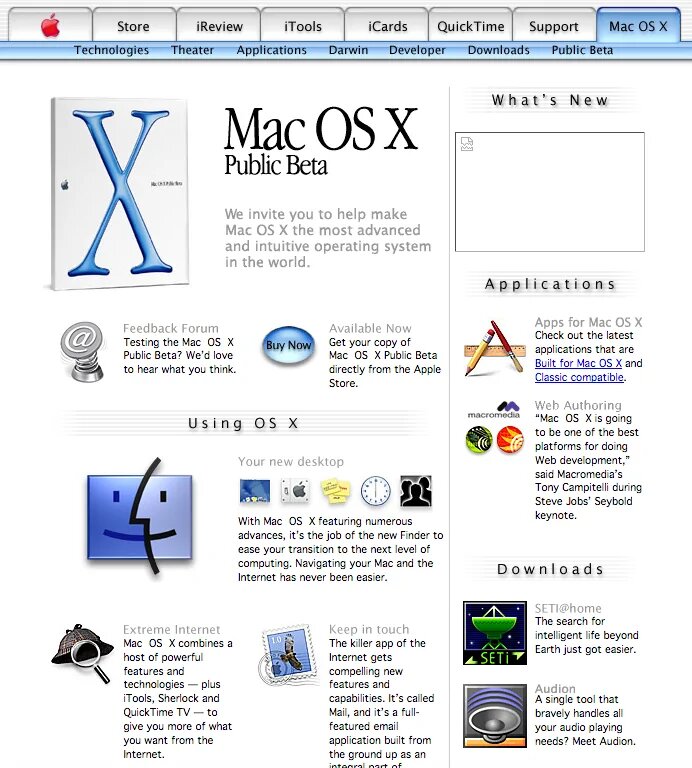 Store iReview iTools iCards QuickTime Support Mac OS X
Technologies Theater Applications Darwin Developer Downloads Public Beta
X
Mac OS X Public Beta
Mac OS X
Public Beta
We invite you to help make
Mac OS X the most advanced
and intuitive operating system
in the world.
@
Feedback Forum
Testing the Mac OS X
Public Beta? We’d love
to hear what you think.
Buy Now
Available Now
Get your copy of
Mac OS X Public Beta
directly from the Apple
Store.
Using OS X
Your new desktop
With Mac OS X featuring numerous
advances, it’s the job of the new Finder to
ease your transition to the next level of
computing. Navigating your Mac and the
Internet has never been easier.
Extreme Internet
Mac OS X combines a
host of powerful
features and
technologies — plus
iTools, Sherlock and
QuickTime TV — to
give you more of what
you want from the
Internet.
1.0
Keep in touch
The killer app of the
Internet gets
compelling new
features and
capabilities. It’s called
Mail, and it’s a full-
featured email
application built from
the ground up as an
integral part of
What’s New
Applications
Apps for Mac OS X
Check out the latest
applications that are
Built for Mac OS X and
Classic compatible.
macromedia
Web Authoring
“Mac OS X is going
to be one of the best
platforms for doing
Web development,”
said Macromedia’s
Tony Campitelli during
Steve Jobs’ Seybold
keynote.
Downloads
SETI
SETI@home
The search for
intelligent life beyond
Earth just got easier.
Audion
A single tool that
bravely handles all
your audio playing
needs? Meet Audion.